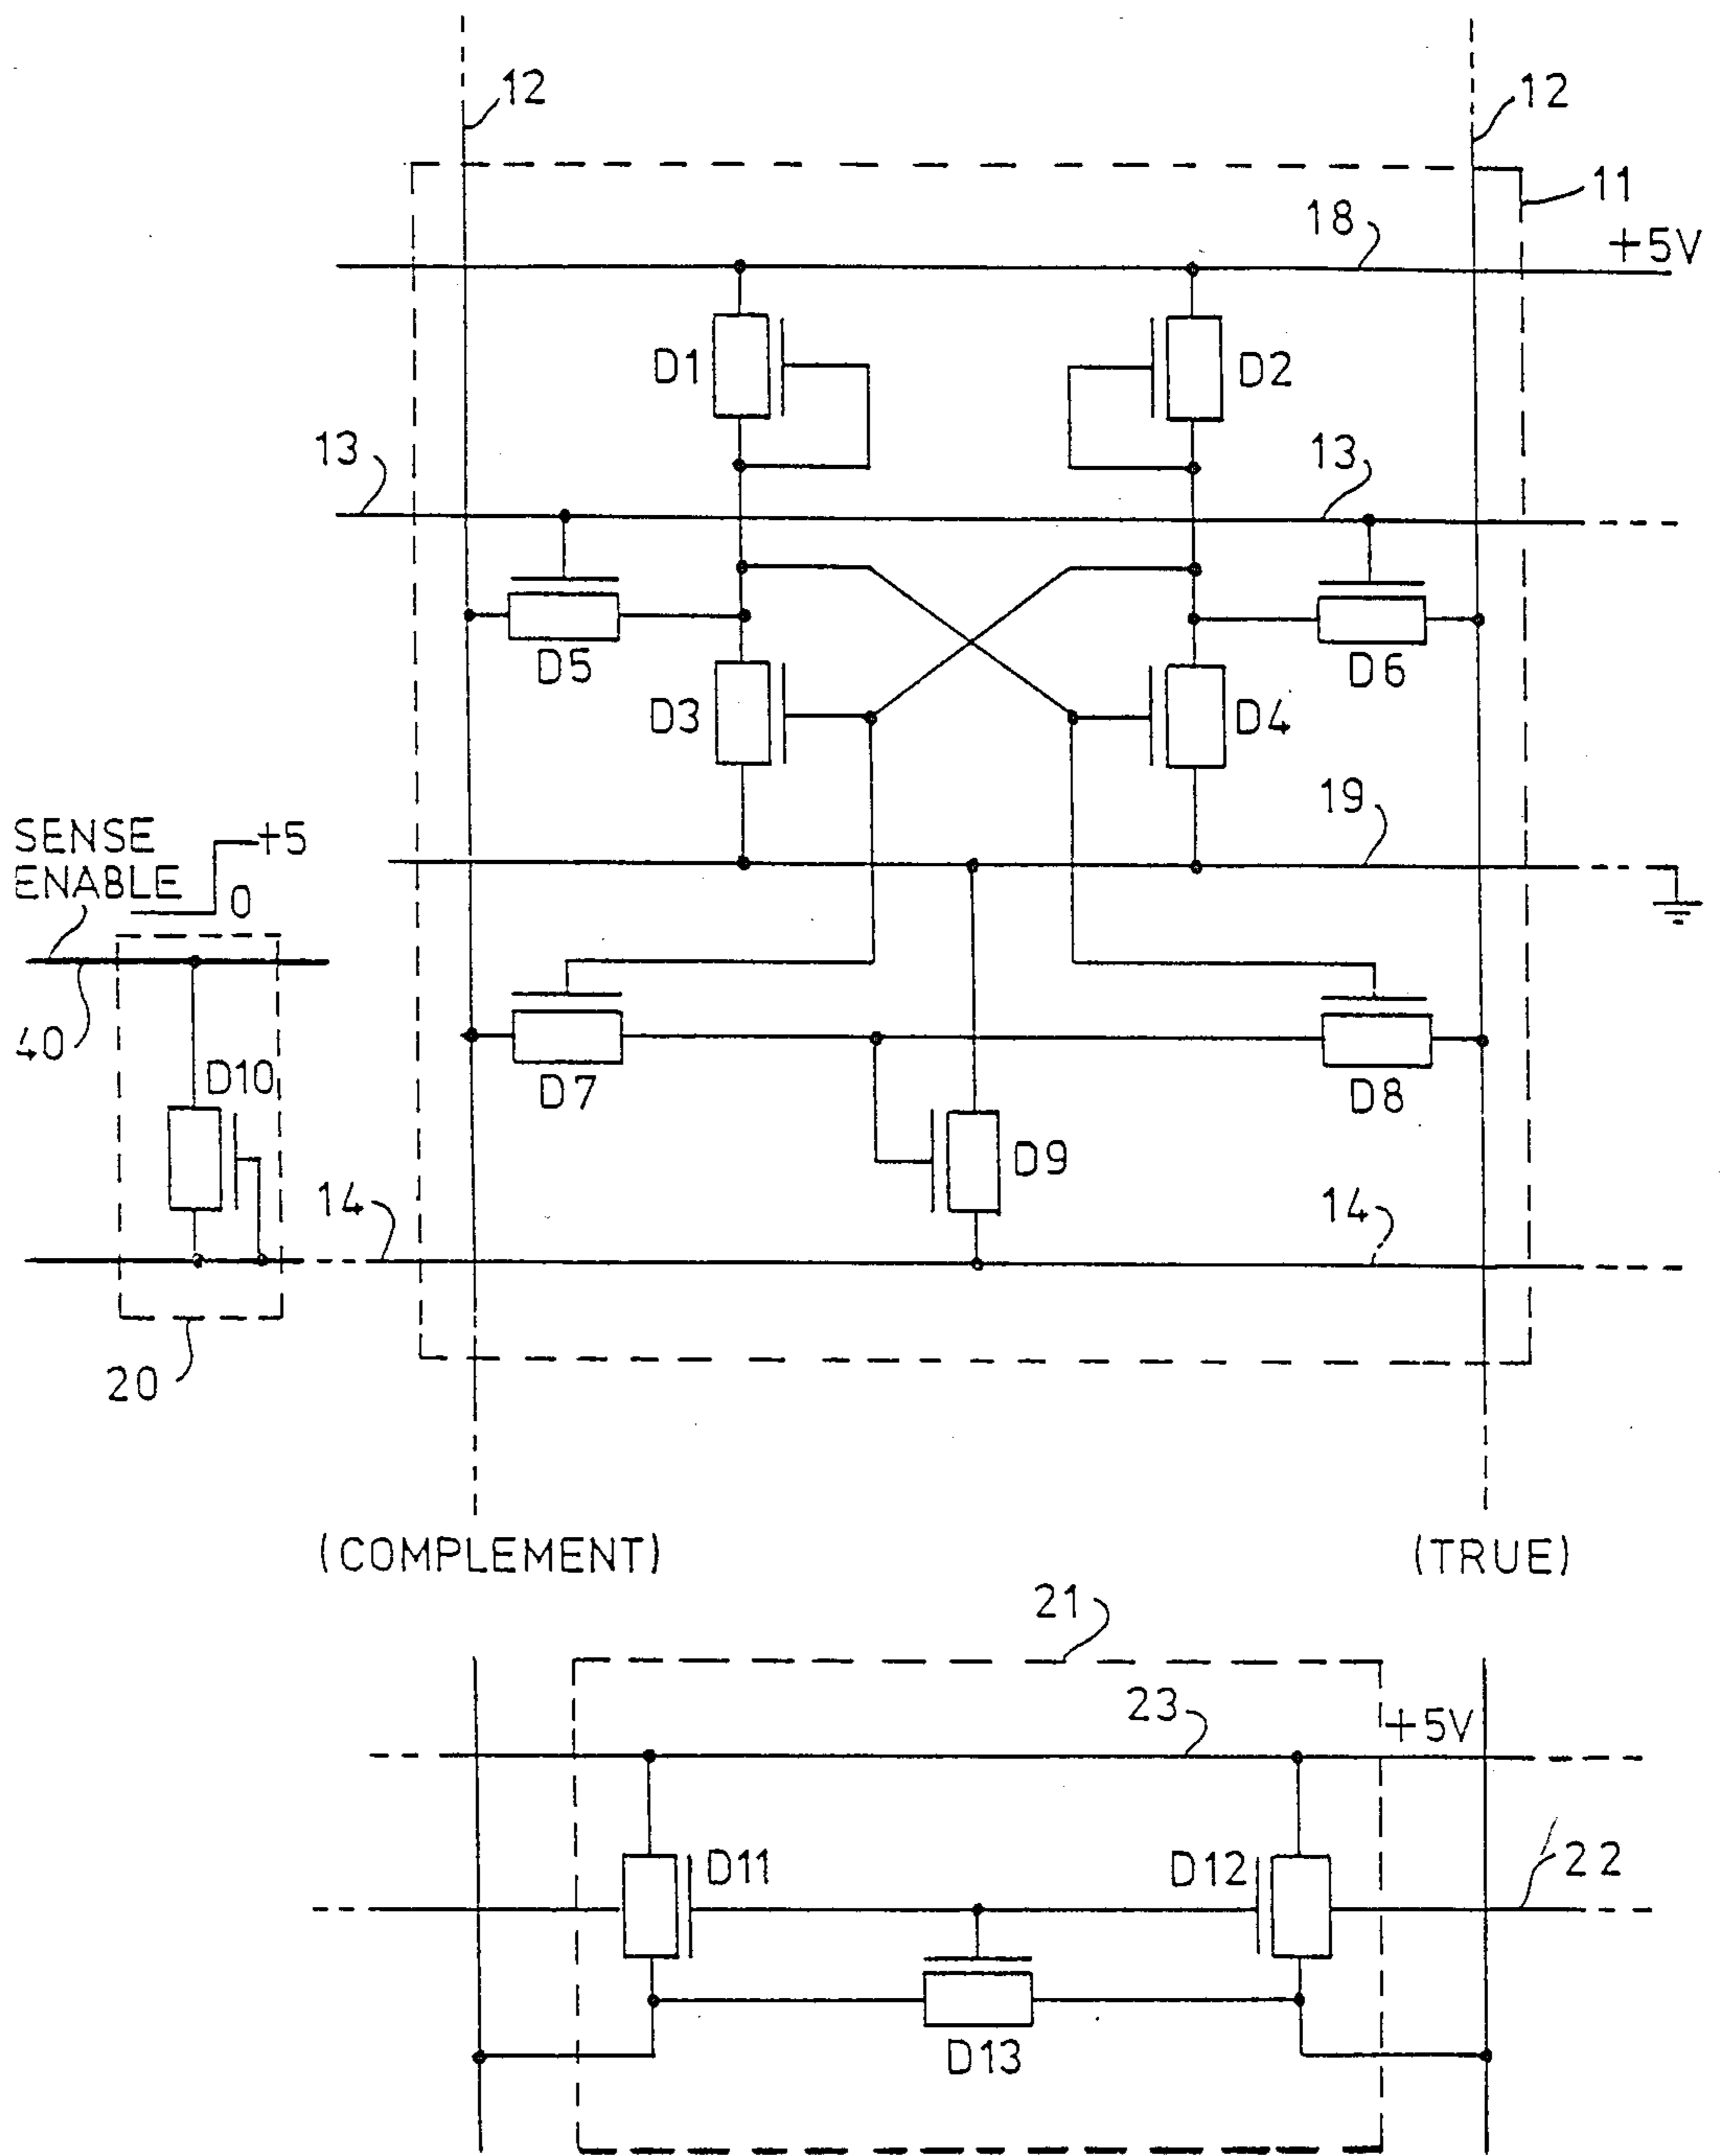 12
12
11
18
+5V
D1
D2
13
13
D5
D6
D3
D4
19
SENSE
ENABLE
+5
0
40
D10
D7
D8
D9
14
14
20
(COMPLEMENT)
(TRUE)
21
23
+5V
D11
D12
22
D13